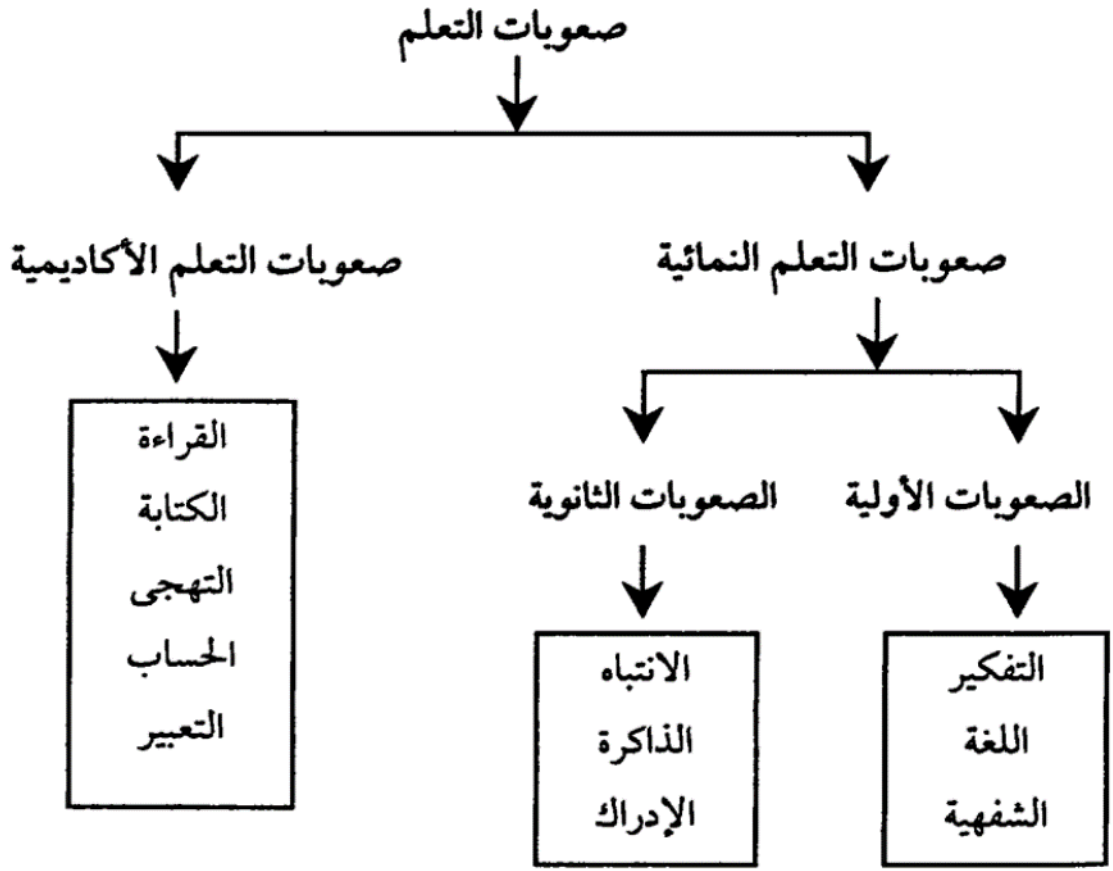 صعوبات التعلم
صعوبات التعلم النمائية
صعوبات التعلم الأكاديمية
الصعوبات الأولية
الصعوبات الثانوية
التفكير
اللغة
الشفهية
الانتباه
الذاكرة
الإدراك
القراءة
الكتابة
التهجى
الحساب
التعبير